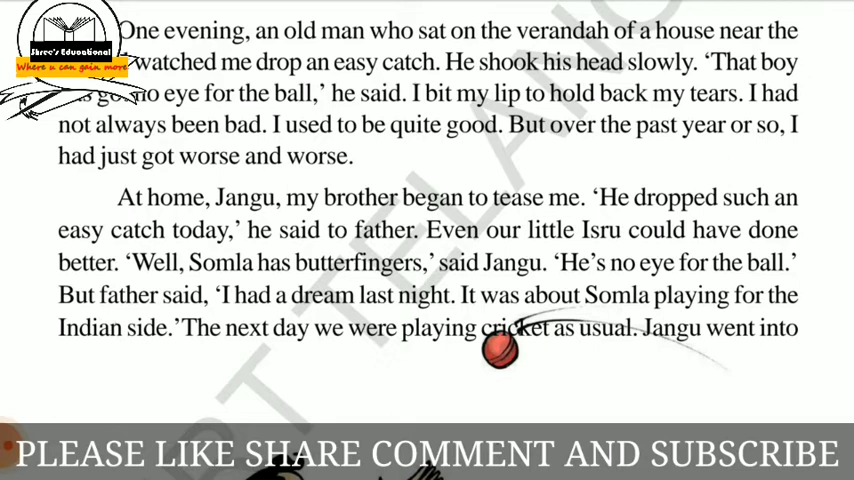 Shree's Educational
Where u can gain more
One evening, an old man who sat on the verandah of a house near the
watched me drop an easy catch. He shook his head slowly. ‘That boy
no eye for the ball,’ he said. I bit my lip to hold back my tears. I had
not always been bad. I used to be quite good. But over the past year or so, I
had just got worse and worse.
At home, Jangu, my brother began to tease me. ‘He dropped such an
easy catch today,’ he said to father. Even our little Isru could have done
better. ‘Well, Somla has butterfingers,’ said Jangu. ‘He’s no eye for the ball.’
But father said, ‘I had a dream last night. It was about Somla playing for the
Indian side.’The next day we were playing cricket as usual. Jangu went into
PLEASE LIKE SHARE COMMENT AND SUBSCRIBE